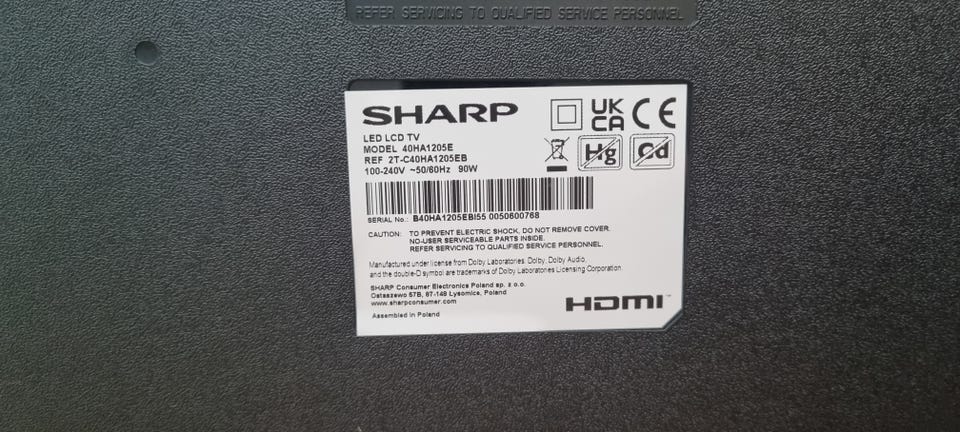 REFER SERVICING TO QUALIFIED SERVICE PERSONNEL
SHARP
LED LCD TV
MODEL 40HA1205E
REF 2T-C40HA1205EB
100-240V ~50/60Hz 90W
UK
CA
CE
Hg
Cd
SERIAL No.: B40HA1205EBI55 0050600768
CAUTION: TO PREVENT ELECTRIC SHOCK, DO NOT REMOVE COVER.
NO-USER SERVICEABLE PARTS INSIDE.
REFER SERVICING TO QUALIFIED SERVICE PERSONNEL.
Manufactured under license from Dolby Laboratories. Dolby, Dolby Audio,
and the double-D symbol are trademarks of Dolby Laboratories Licensing Corporation.
SHARP Consumer Electronics Poland sp. z o.o.
Ostaszewo 57B, 87-148 Lysomice, Poland
www.sharpconsumer.com
Assembled in Poland
HDMI™